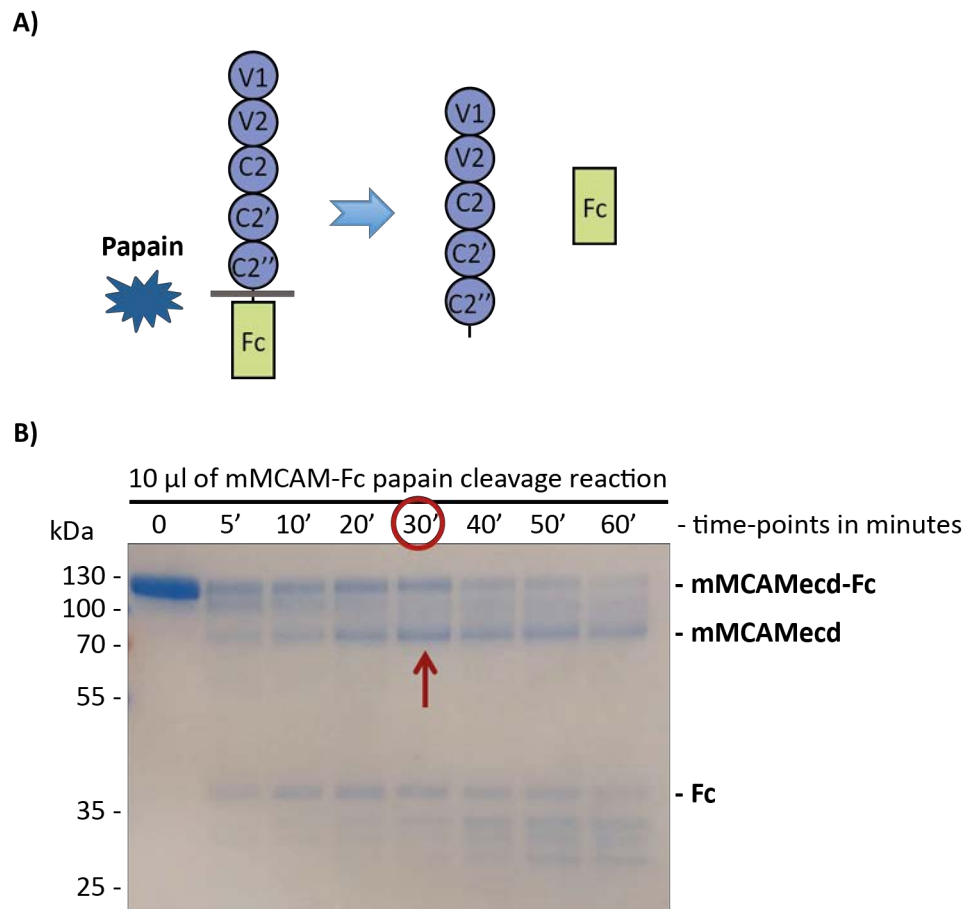 A)
V1
V2
C2
C2’
C2’’
Fc
Papain
V1
V2
C2
C2’
C2’’
Fc
B)
10 µl of mMCAM-Fc papain cleavage reaction
kDa 0 5’ 10’ 20’ 30’ 40’ 50’ 60’ - time-points in minutes
130 - - mMCAMecd-Fc
100 -
70 - - mMCAMecd
55 -
- Fc
35 -
25 -